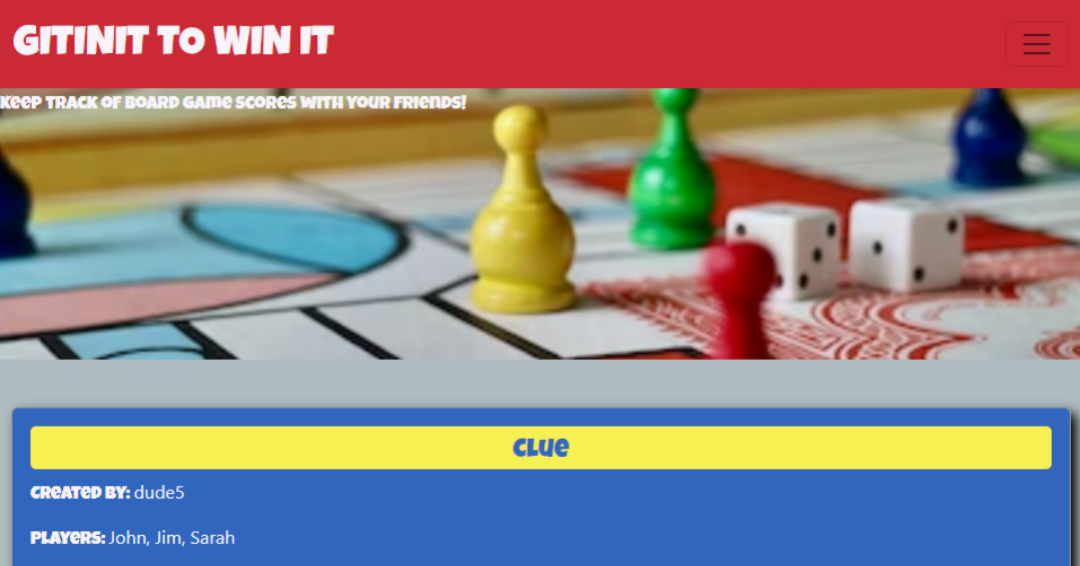 GITINIT TO WIN IT
KEEP TRACK OF BOARD GAME SCORES WITH YOUR FRIENDS!
CLUE
CREATED BY: dude5
PLAYERS: John, Jim, Sarah